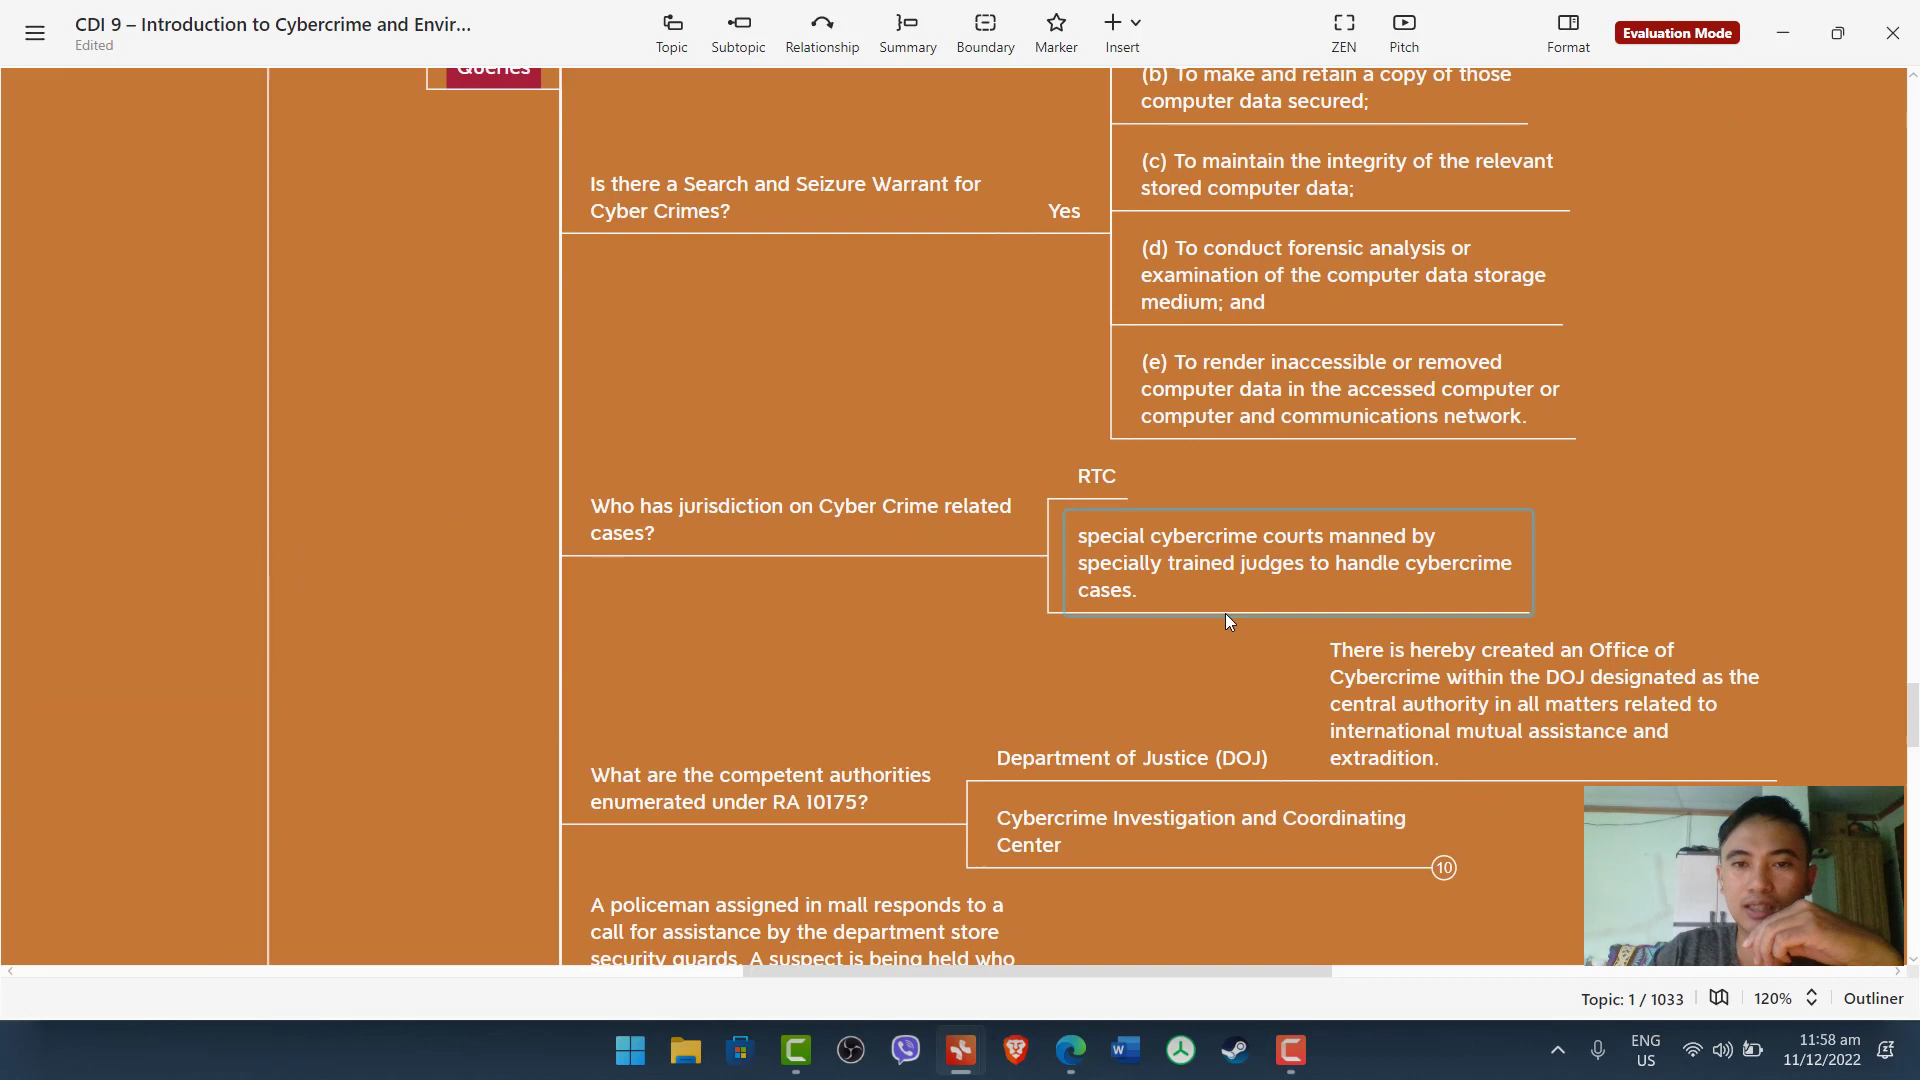 CDI 9 – Introduction to Cybercrime and Envir...
Edited
Topic
Subtopic
Relationship
Summary
Boundary
Marker
Insert
ZEN
Pitch
Format
Evaluation Mode
Queries
(b) To make and retain a copy of those
computer data secured;
(c) To maintain the integrity of the relevant
stored computer data;
Is there a Search and Seizure Warrant for
Cyber Crimes?
Yes
(d) To conduct forensic analysis or
examination of the computer data storage
medium; and
(e) To render inaccessible or removed
computer data in the accessed computer or
computer and communications network.
RTC
Who has jurisdiction on Cyber Crime related
cases?
special cybercrime courts manned by
specially trained judges to handle cybercrime
cases.
There is hereby created an Office of
Cybercrime within the DOJ designated as the
central authority in all matters related to
international mutual assistance and
extradition.
Department of Justice (DOJ)
What are the competent authorities
enumerated under RA 10175?
Cybercrime Investigation and Coordinating
Center
10
A policeman assigned in mall responds to a
call for assistance by the department store
security guards. A suspect is being held who
Topic: 1 / 1033
120%
Outliner
ENG
US
11:58 am
11/12/2022